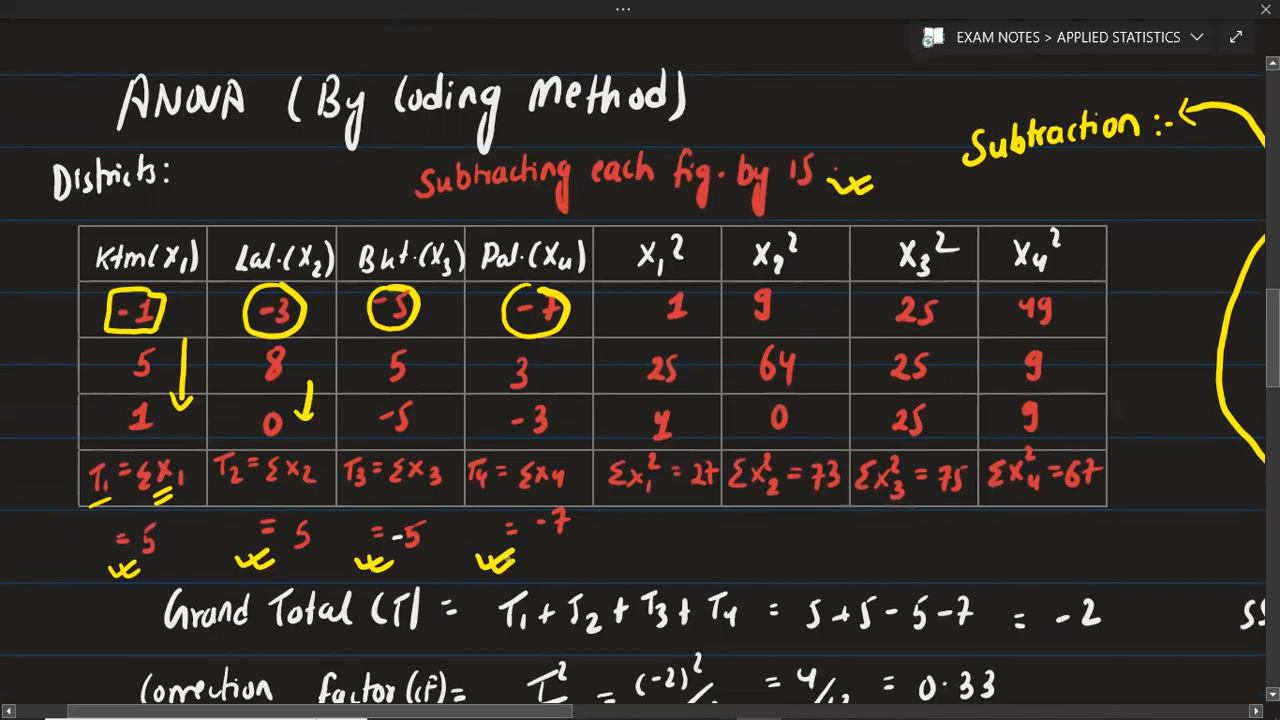 EXAM NOTES > APPLIED STATISTICS
ANOVA (By Coding Method)
Subtraction :-
Districts:
Subtracting each fig. by 15.
Ktm(X₁) Lal.(X₂) Bkt.(X₃) Pal.(X₄) X₁² X₂² X₃² X₄²
-1 -3 -5 -7 1 9 25 49
5 8 5 3 25 64 25 9
1 0 -5 -3 1 0 25 9
T₁ = Σx₁ T₂ = Σx₂ T₃ = Σx₃ T₄ = Σx₄ Σx₁² = 27 Σx₂² = 73 Σx₃² = 75 Σx₄² = 67
= 5 = 5 = -5 = -7
Grand Total (T) = T₁ + T₂ + T₃ + T₄ = 5 + 5 - 5 - 7 = -2
Correction factor (CF) = T² = (-2)²/ = 4/12 = 0.33